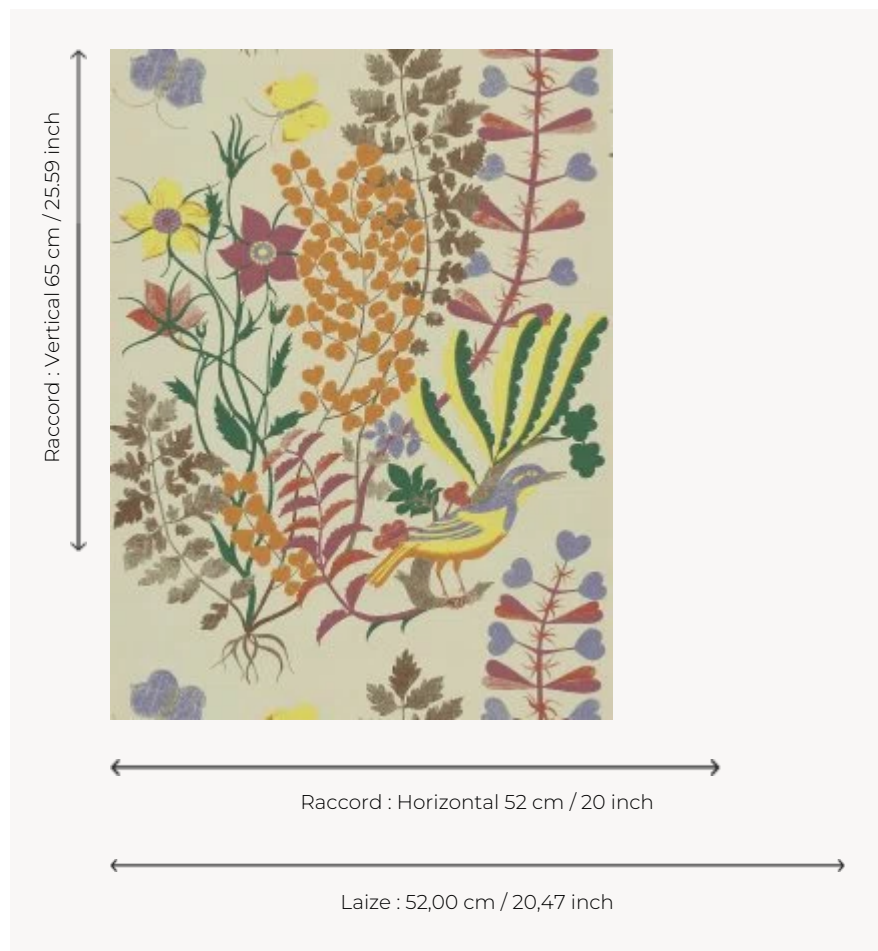 Raccord : Vertical 65 cm / 25.59 inch
Raccord : Horizontal 52 cm / 20 inch
Laize : 52,00 cm / 20,47 inch